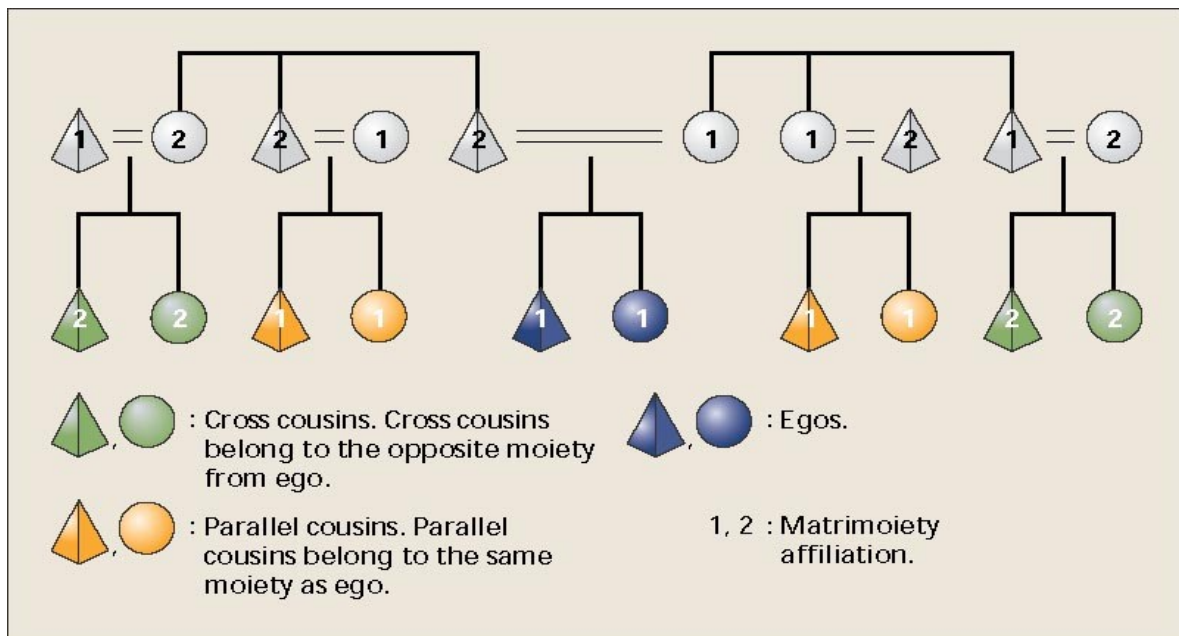 1 2 2 1 2 1 1 2 1 2
2 2 1 1 1 1 1 1 2 2
, : Cross cousins. Cross cousins
belong to the opposite moiety
from ego.
, : Egos.
, : Parallel cousins. Parallel
cousins belong to the same
moiety as ego.
1, 2 : Matrimoiety
affiliation.